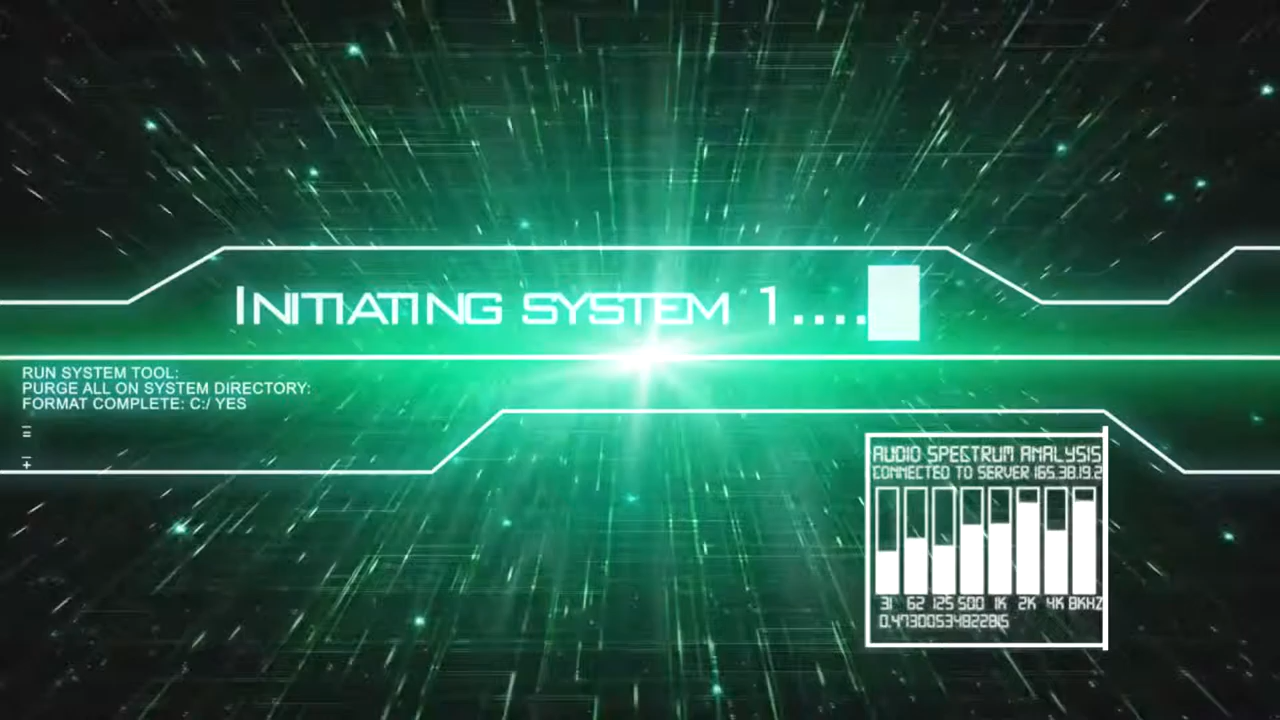 INITIATING SYSTEM 1....
RUN SYSTEM TOOL:
PURGE ALL ON SYSTEM DIRECTORY:
FORMAT COMPLETE: C:/ YES
=
+
AUDIO SPECTRUM ANALYSIS
CONNECTED TO SERVER 165.38.19.2
31 62 125 500 1K 2K 4K 8KHZ
0.47300534822815